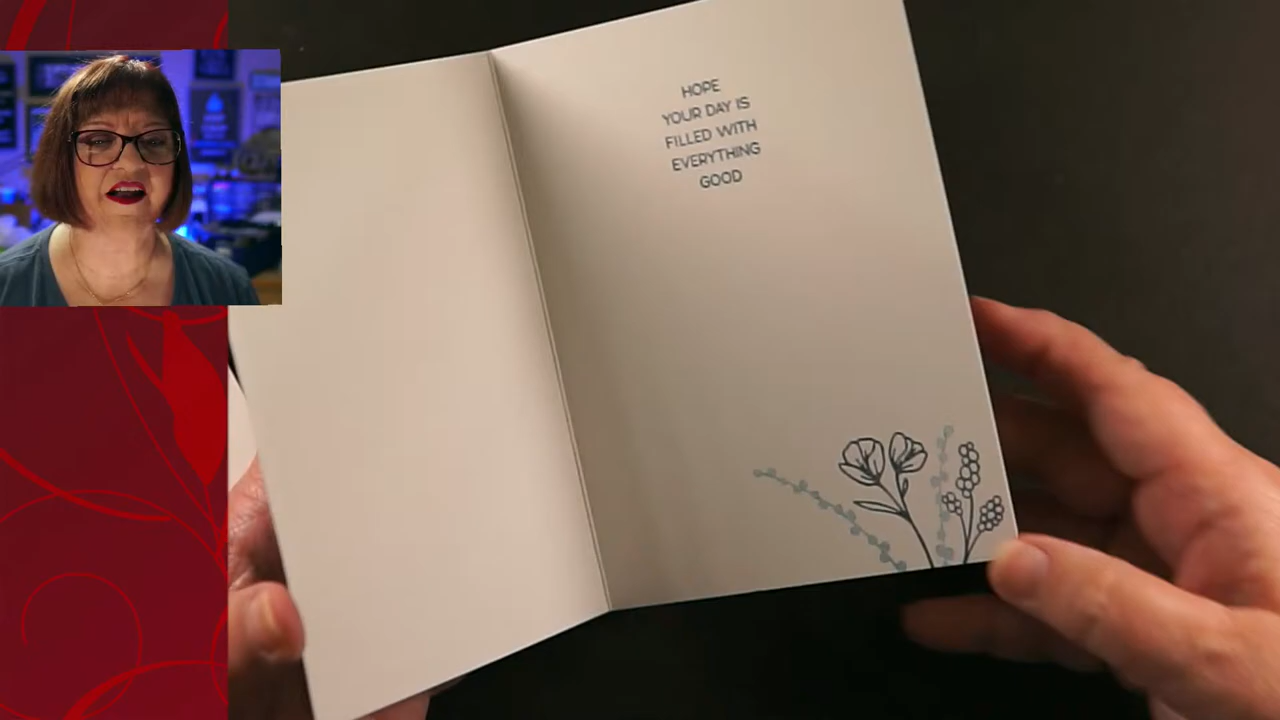 HOPE
YOUR DAY IS
FILLED WITH
EVERYTHING
GOOD